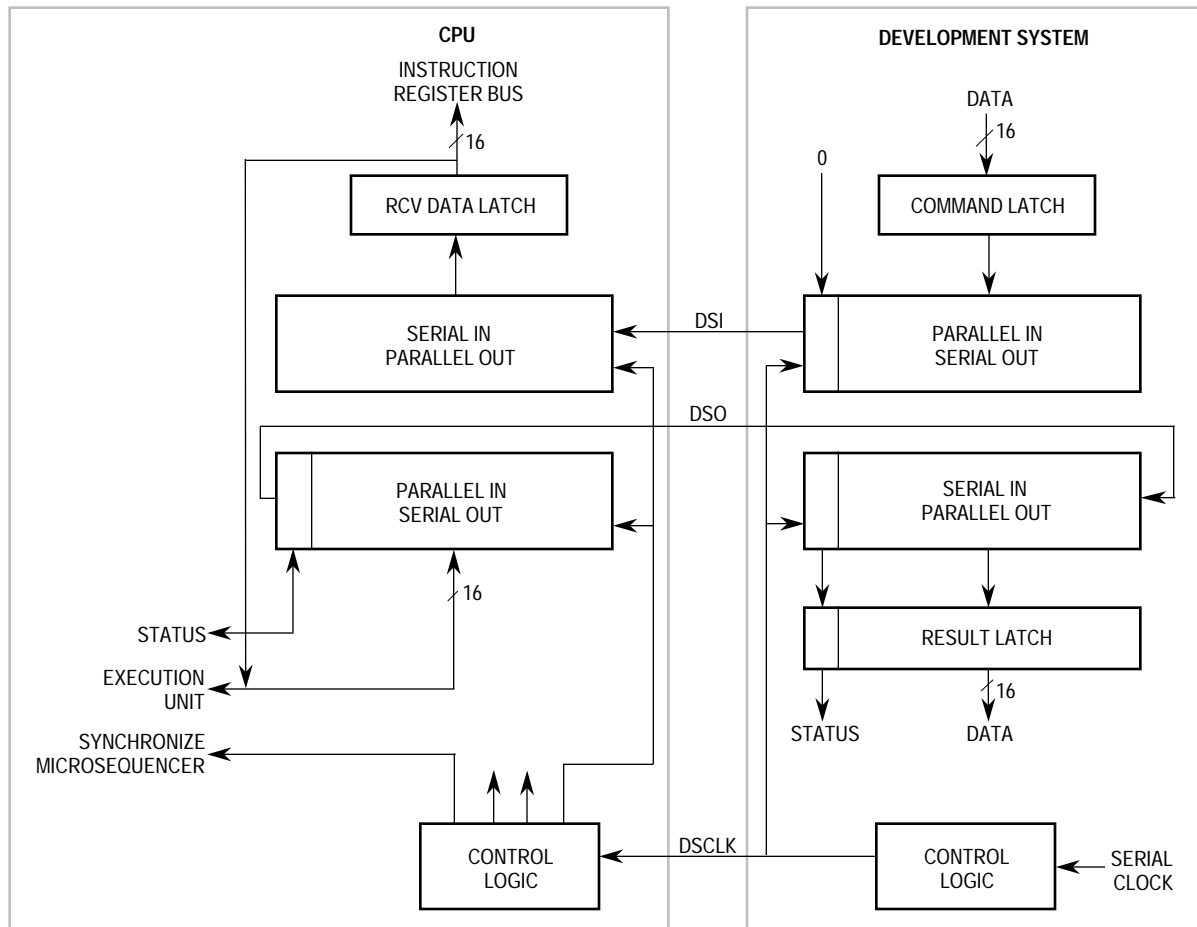 CPU
INSTRUCTION
REGISTER BUS
16
RCV DATA LATCH
SERIAL IN
PARALLEL OUT
PARALLEL IN
SERIAL OUT
16
STATUS
EXECUTION
UNIT
SYNCHRONIZE
MICROSEQUENCER
CONTROL
LOGIC
DSI
DSO
DSCLK
DEVELOPMENT SYSTEM
DATA
16
0
COMMAND LATCH
PARALLEL IN
SERIAL OUT
SERIAL IN
PARALLEL OUT
RESULT LATCH
16
STATUS
DATA
CONTROL
LOGIC
SERIAL
CLOCK